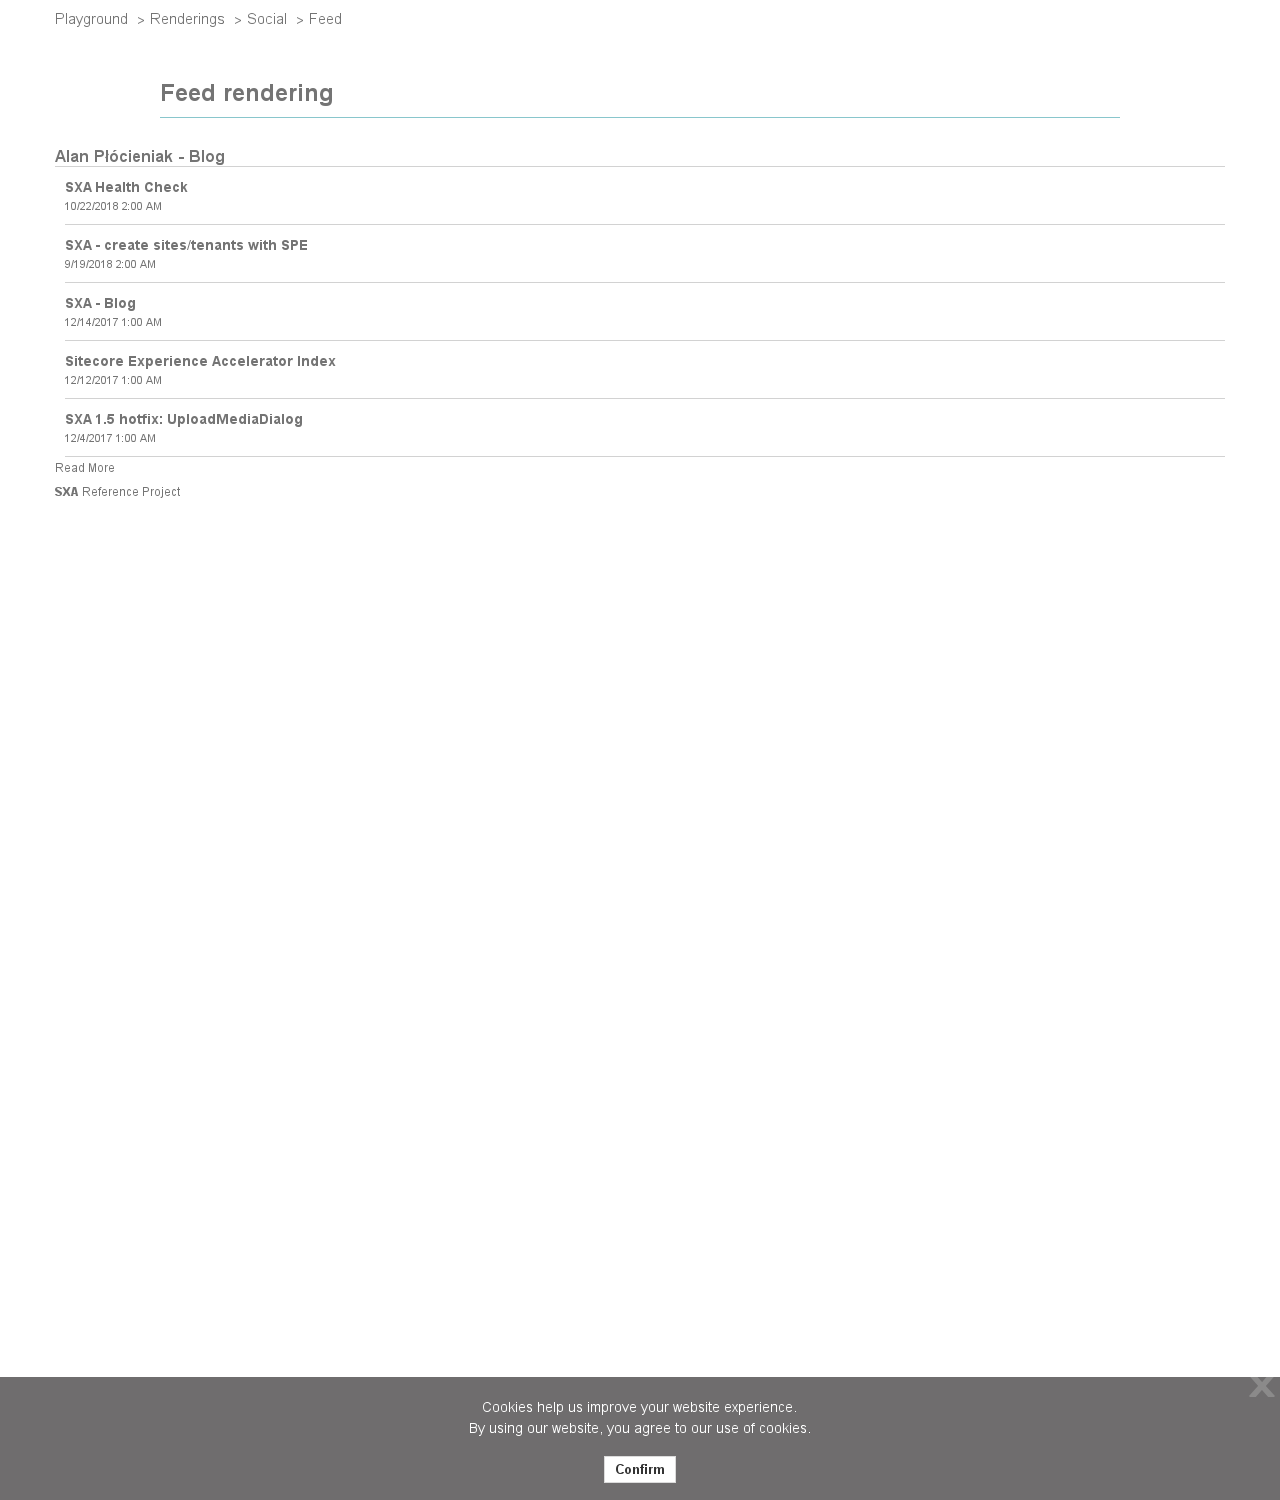 Playground > Renderings > Social > Feed
Feed rendering
Alan Płócieniak - Blog
SXA Health Check
10/22/2018 2:00 AM
SXA - create sites/tenants with SPE
9/19/2018 2:00 AM
SXA - Blog
12/14/2017 1:00 AM
Sitecore Experience Accelerator Index
12/12/2017 1:00 AM
SXA 1.5 hotfix: UploadMediaDialog
12/4/2017 1:00 AM
Read More
SXA Reference Project
X
Cookies help us improve your website experience.
By using our website, you agree to our use of cookies.
Confirm